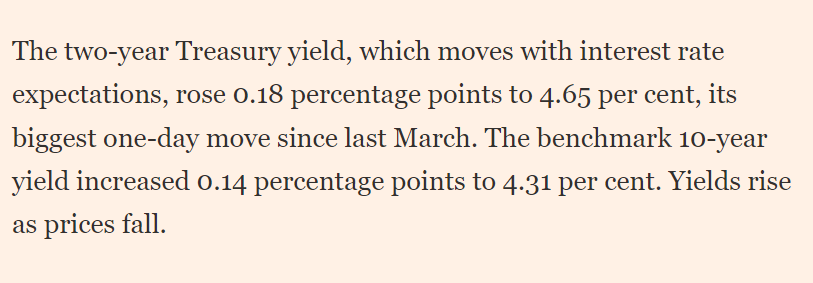 The two-year Treasury yield, which moves with interest rate
expectations, rose 0.18 percentage points to 4.65 per cent, its
biggest one-day move since last March. The benchmark 10-year
yield increased 0.14 percentage points to 4.31 per cent. Yields rise
as prices fall.